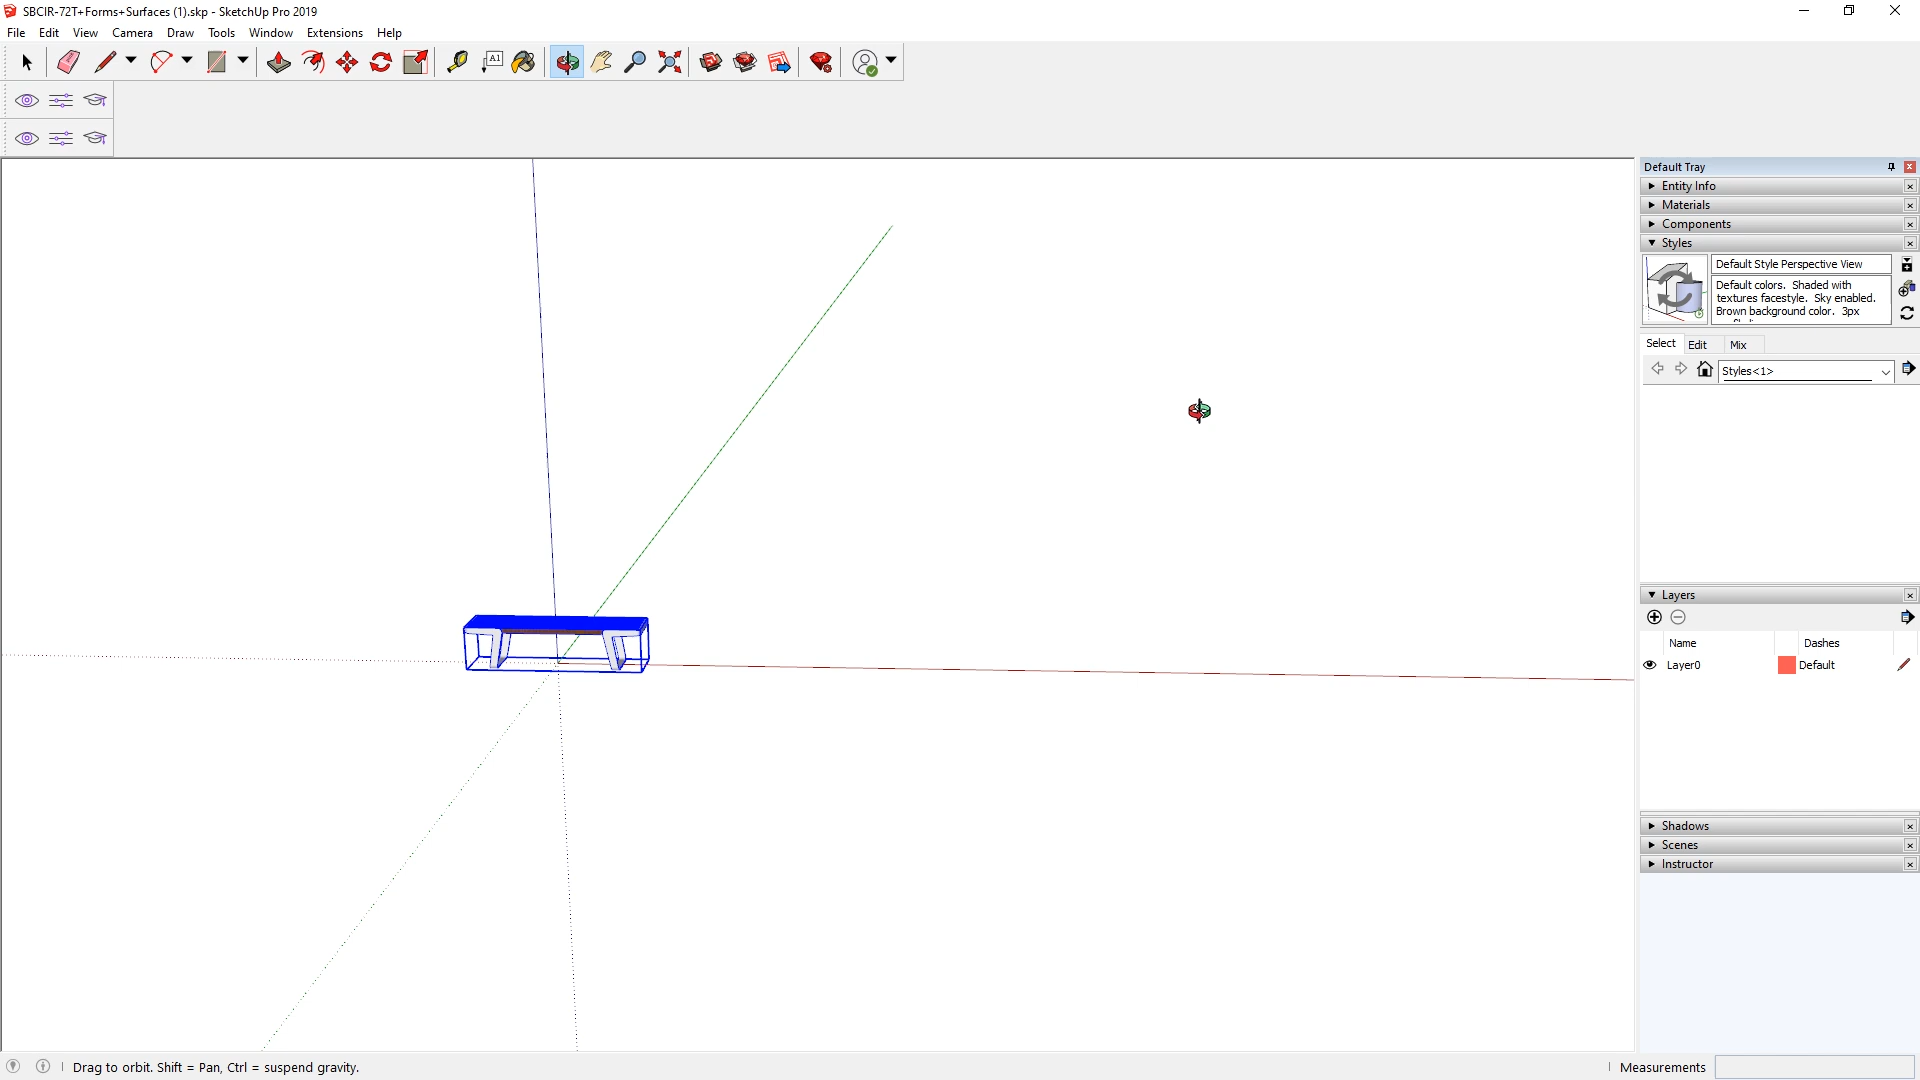 SBCIR-72T+Forms+Surfaces (1).skp - SketchUp Pro 2019
File Edit View Camera Draw Tools Window Extensions Help
A1
Default Tray
Entity Info
Materials
Components
Styles
Default Style Perspective View
Default colors. Shaded with
textures facestyle. Sky enabled.
Brown background color. 3px
Select Edit Mix
Styles<1>
Layers
Name Dashes
Layer0 Default
Shadows
Scenes
Instructor
Drag to orbit. Shift = Pan, Ctrl = suspend gravity.
Measurements